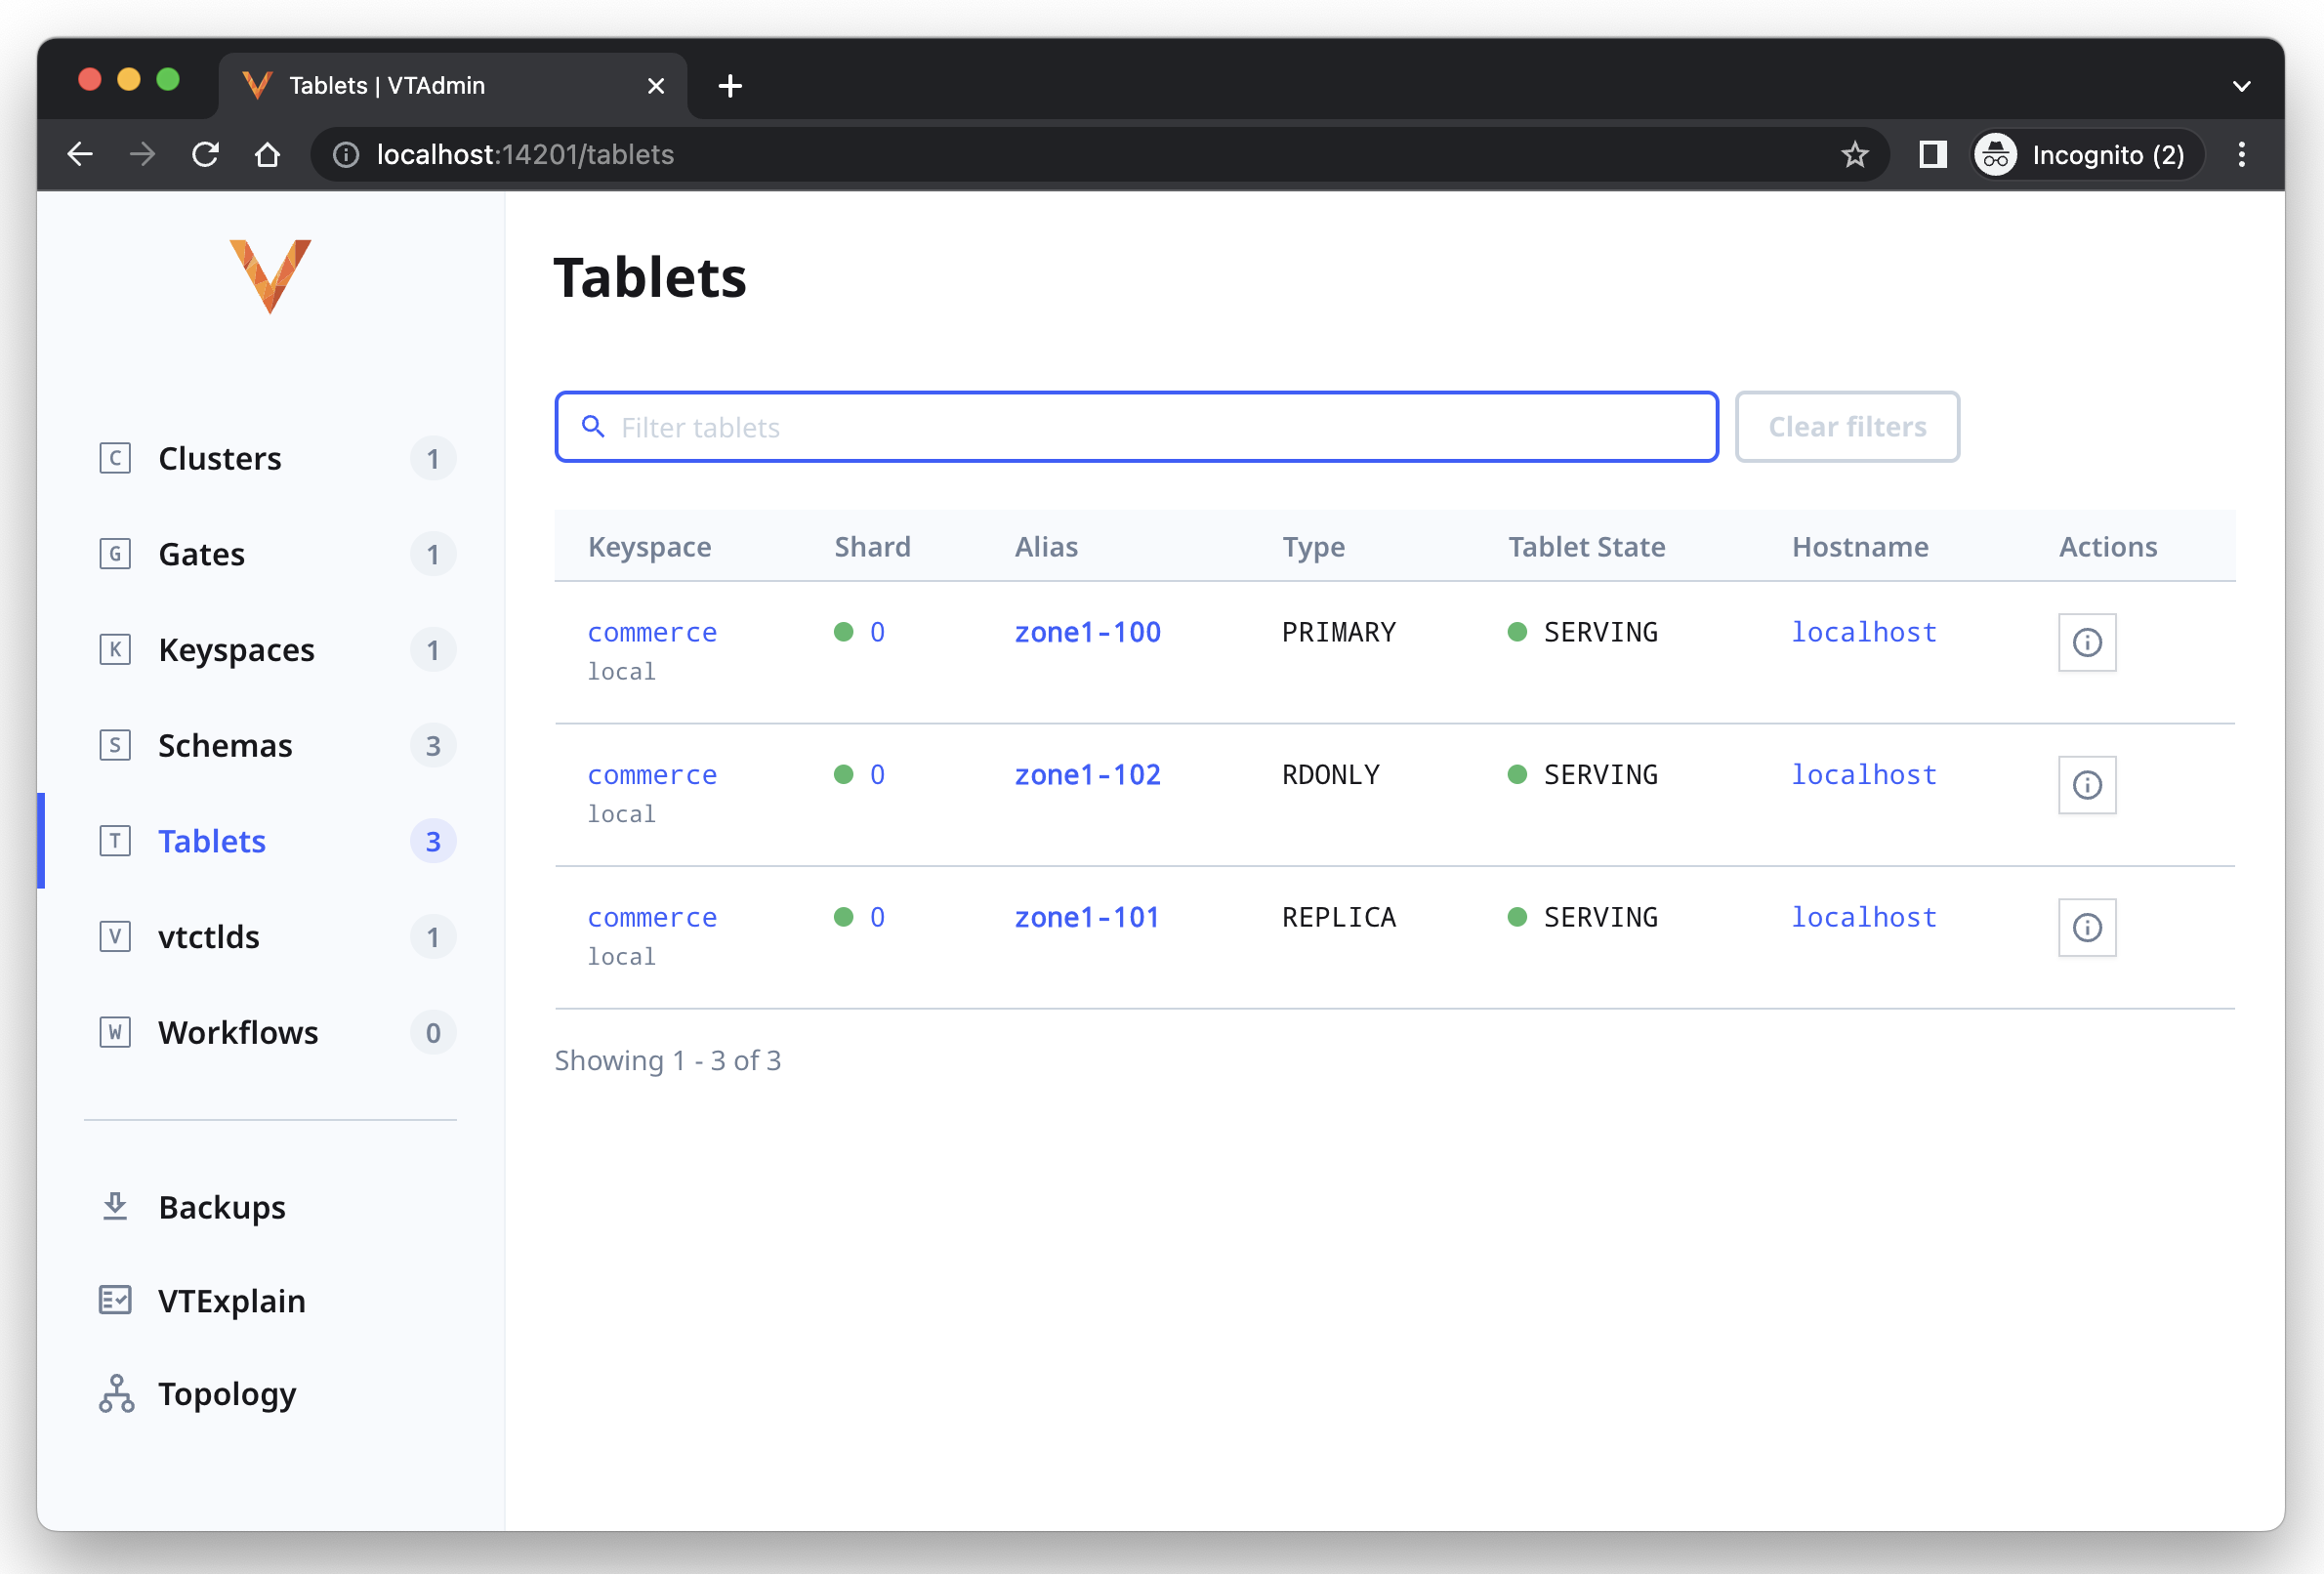 Tablets | VTAdmin
localhost:14201/tablets
Incognito (2)
C Clusters 1
G Gates 1
K Keyspaces 1
S Schemas 3
T Tablets 3
V vtctlds 1
W Workflows 0
Backups
VTExplain
Topology
Tablets
Filter tablets
Clear filters
Keyspace Shard Alias Type Tablet State Hostname Actions
commerce 0 zone1-100 PRIMARY SERVING localhost
local
commerce 0 zone1-102 RDONLY SERVING localhost
local
commerce 0 zone1-101 REPLICA SERVING localhost
local
Showing 1 - 3 of 3